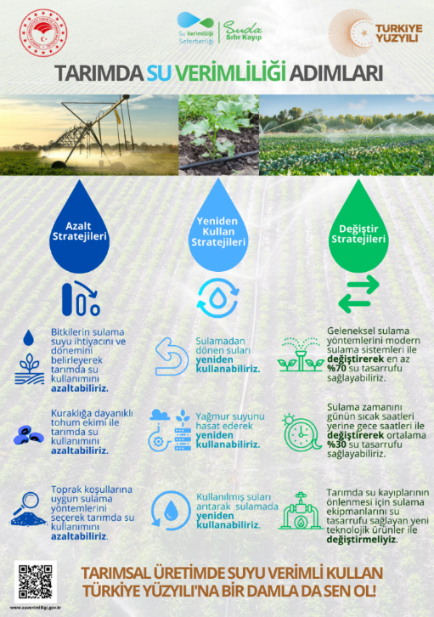 Su Verimliliği
Seferberliği
Suda
Sıfır Kayıp
TÜRKİYE
YÜZYILI
TARIMDA SU VERİMLİLİĞİ ADIMLARI
Azalt
Stratejileri
Bitkilerin sulama
suyu ihtiyacını ve
dönemini
belirleyerek
tarımda su
kullanımını
azaltabiliriz.
Kuraklığa dayanıklı
tohum ekimi ile
tarımda su
kullanımını
azaltabiliriz.
Toprak koşullarına
uygun sulama
yöntemlerini
seçerek tarımda su
kullanımını
azaltabiliriz.
Yeniden
Kullan
Stratejileri
Sulamadan
dönen suları
yeniden
kullanabiliriz.
Yağmur suyunu
hasat ederek
yeniden
kullanabiliriz.
Kullanılmış suları
arıtarak sulamada
yeniden
kullanabiliriz.
Değiştir
Stratejileri
Geleneksel sulama
yöntemlerini modern
sulama sistemleri ile
değiştirerek en az
%70 su tasarrufu
sağlayabiliriz.
Sulama zamanını
günün sıcak saatleri
yerine gece saatleri ile
değiştirerek ortalama
%30 su tasarrufu
sağlayabiliriz.
Tarımda su kayıplarının
önlenmesi için sulama
ekipmanlarını su
tasarrufu sağlayan yeni
teknolojik ürünler ile
değiştirmeliyiz.
TARIMSAL ÜRETİMDE SUYU VERİMLİ KULLAN
TÜRKİYE YÜZYILI'NA BİR DAMLA DA SEN OL!
www.suverimliligi.gov.tr